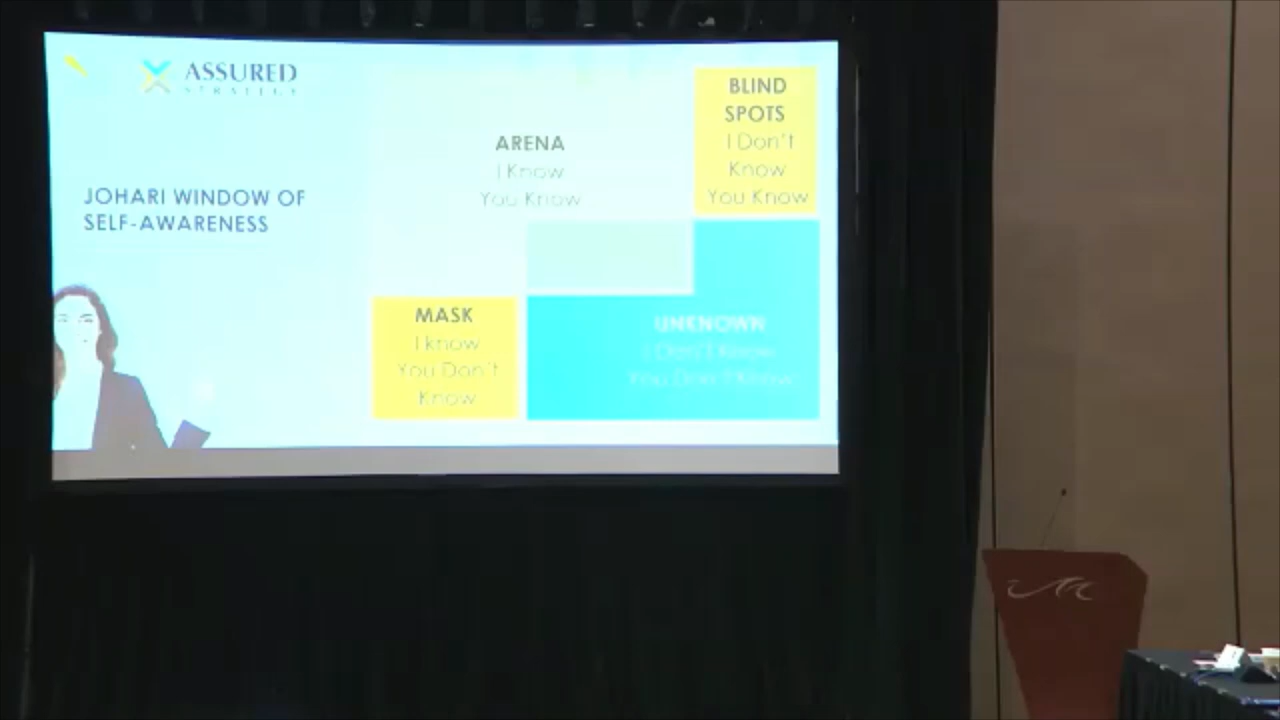 ASSURED
STRATEGY
JOHARI WINDOW OF
SELF-AWARENESS
ARENA
I Know
You Know
BLIND
SPOTS
I Don't
Know
You Know
MASK
I know
You Don't
Know
UNKNOWN
I Don't Know
You Don't Know